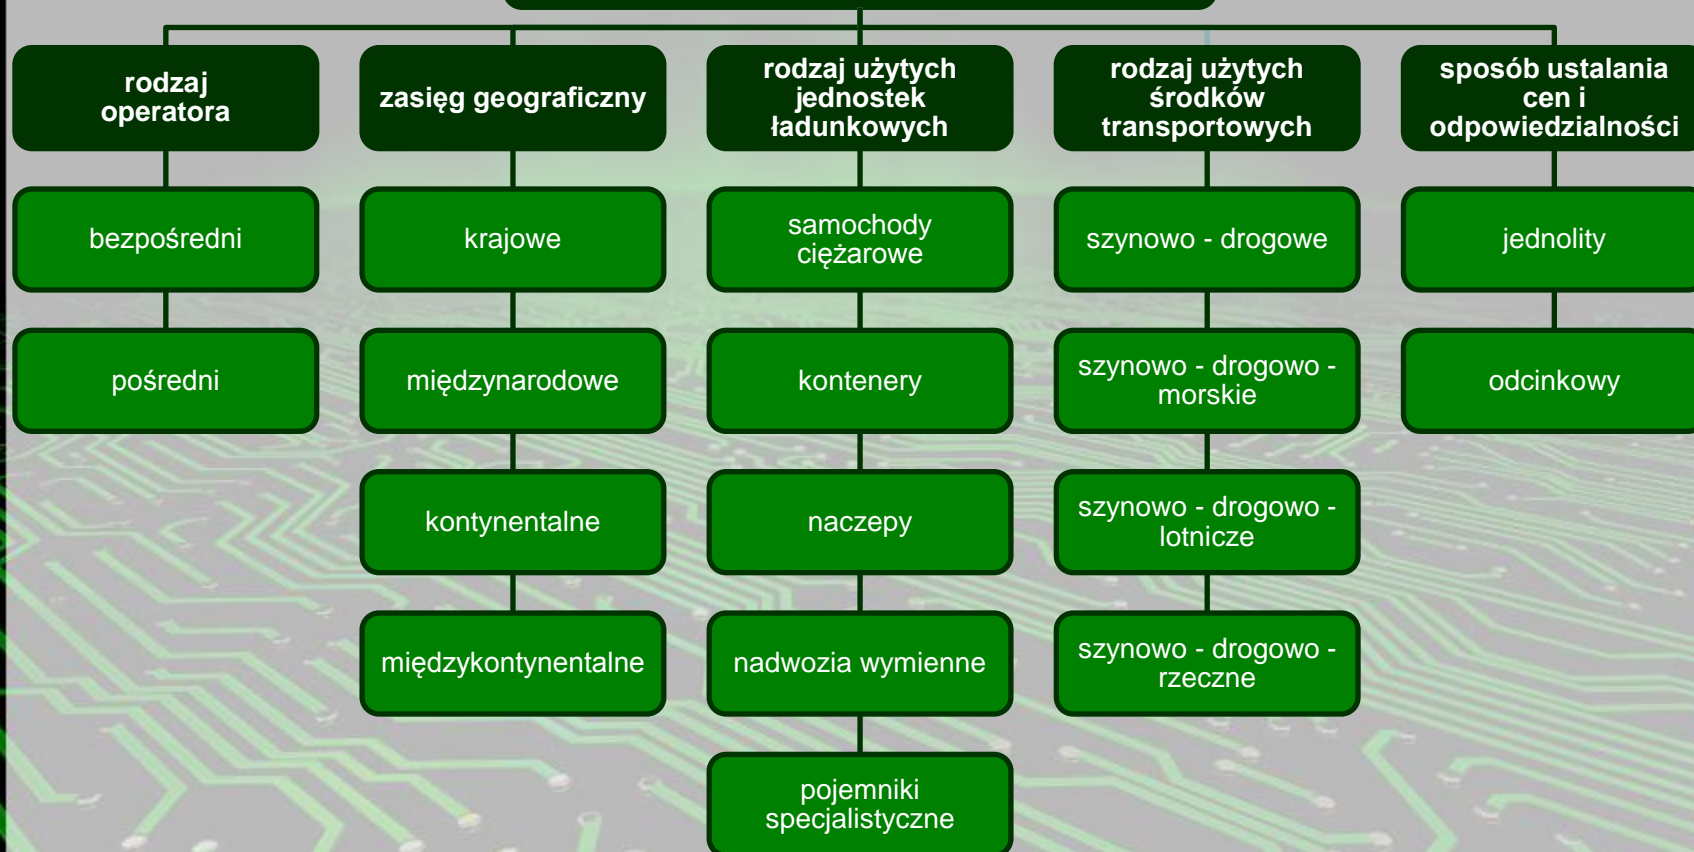 rodzaj
operatora
bezpośredni
pośredni
zasięg geograficzny
krajowe
międzynarodowe
kontynentalne
międzykontynentalne
rodzaj użytych
jednostek
ładunkowych
samochody
ciężarowe
kontenery
naczepy
nadwozia wymienne
pojemniki
specjalistyczne
rodzaj użytych
środków
transportowych
szynowo - drogowe
szynowo - drogowo -
morskie
szynowo - drogowo -
lotnicze
szynowo - drogowo -
rzeczne
sposób ustalania
cen i
odpowiedzialności
jednolity
odcinkowy